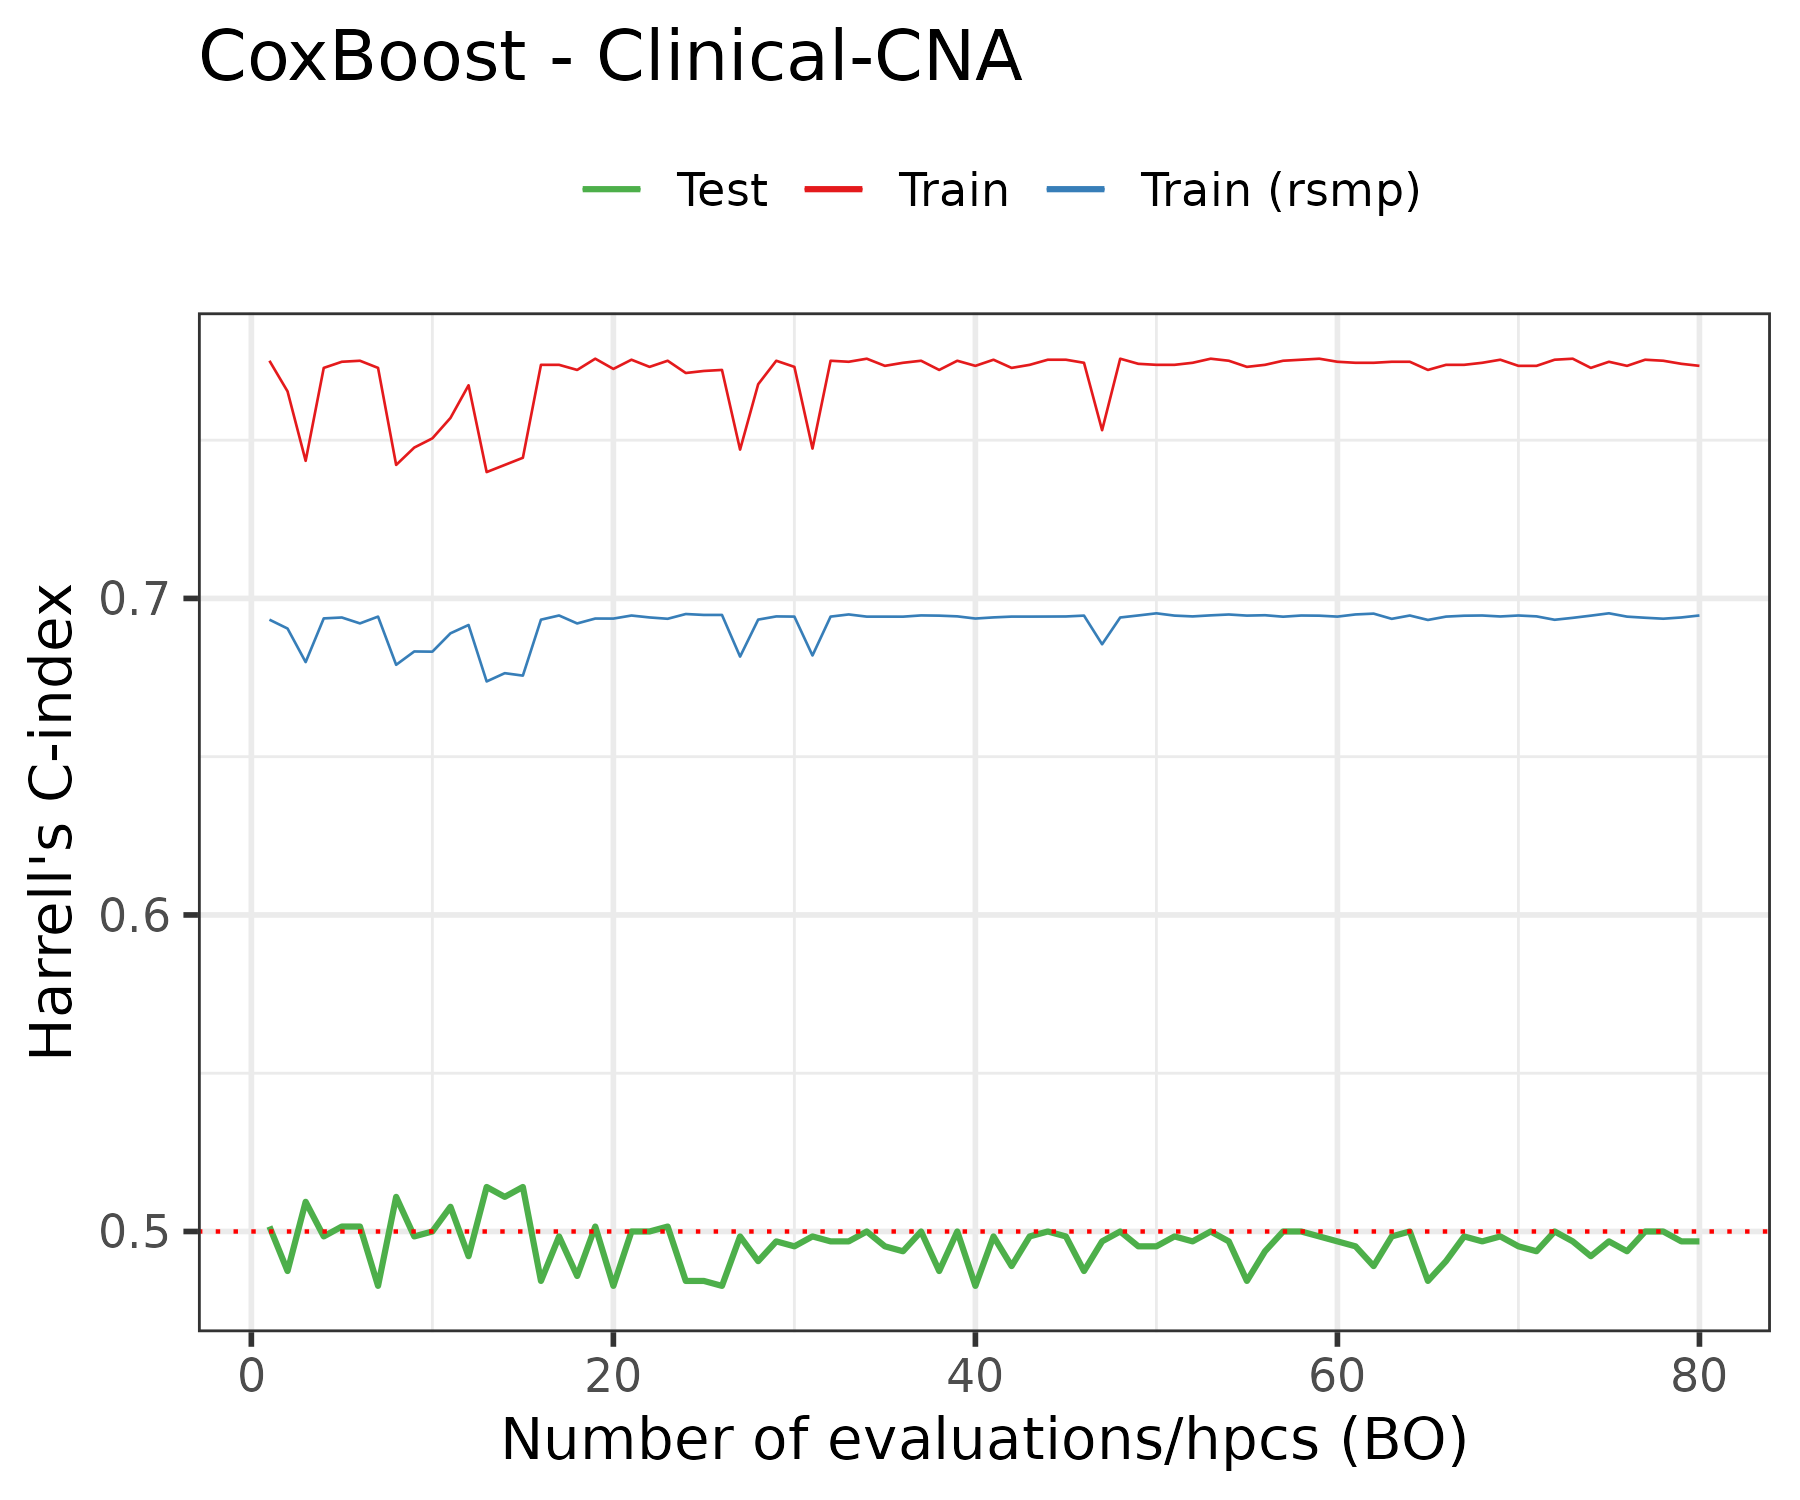 CoxBoost - Clinical-CNA
Test Train Train (rsmp)
Harrell's C-index
0.7
0.6
0.5
0 20 40 60 80
Number of evaluations/hpcs (BO)